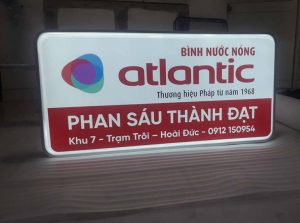 BÌNH NƯỚC NÓNG
atlantic
Thương hiệu Pháp từ năm 1968
PHAN SÁU THÀNH ĐẠT
Khu 7 - Trạm Trôi - Hoài Đức - 0912 150954